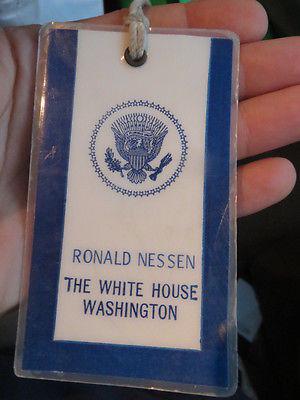 RONALD NESSEN
THE WHITE HOUSE
WASHINGTON